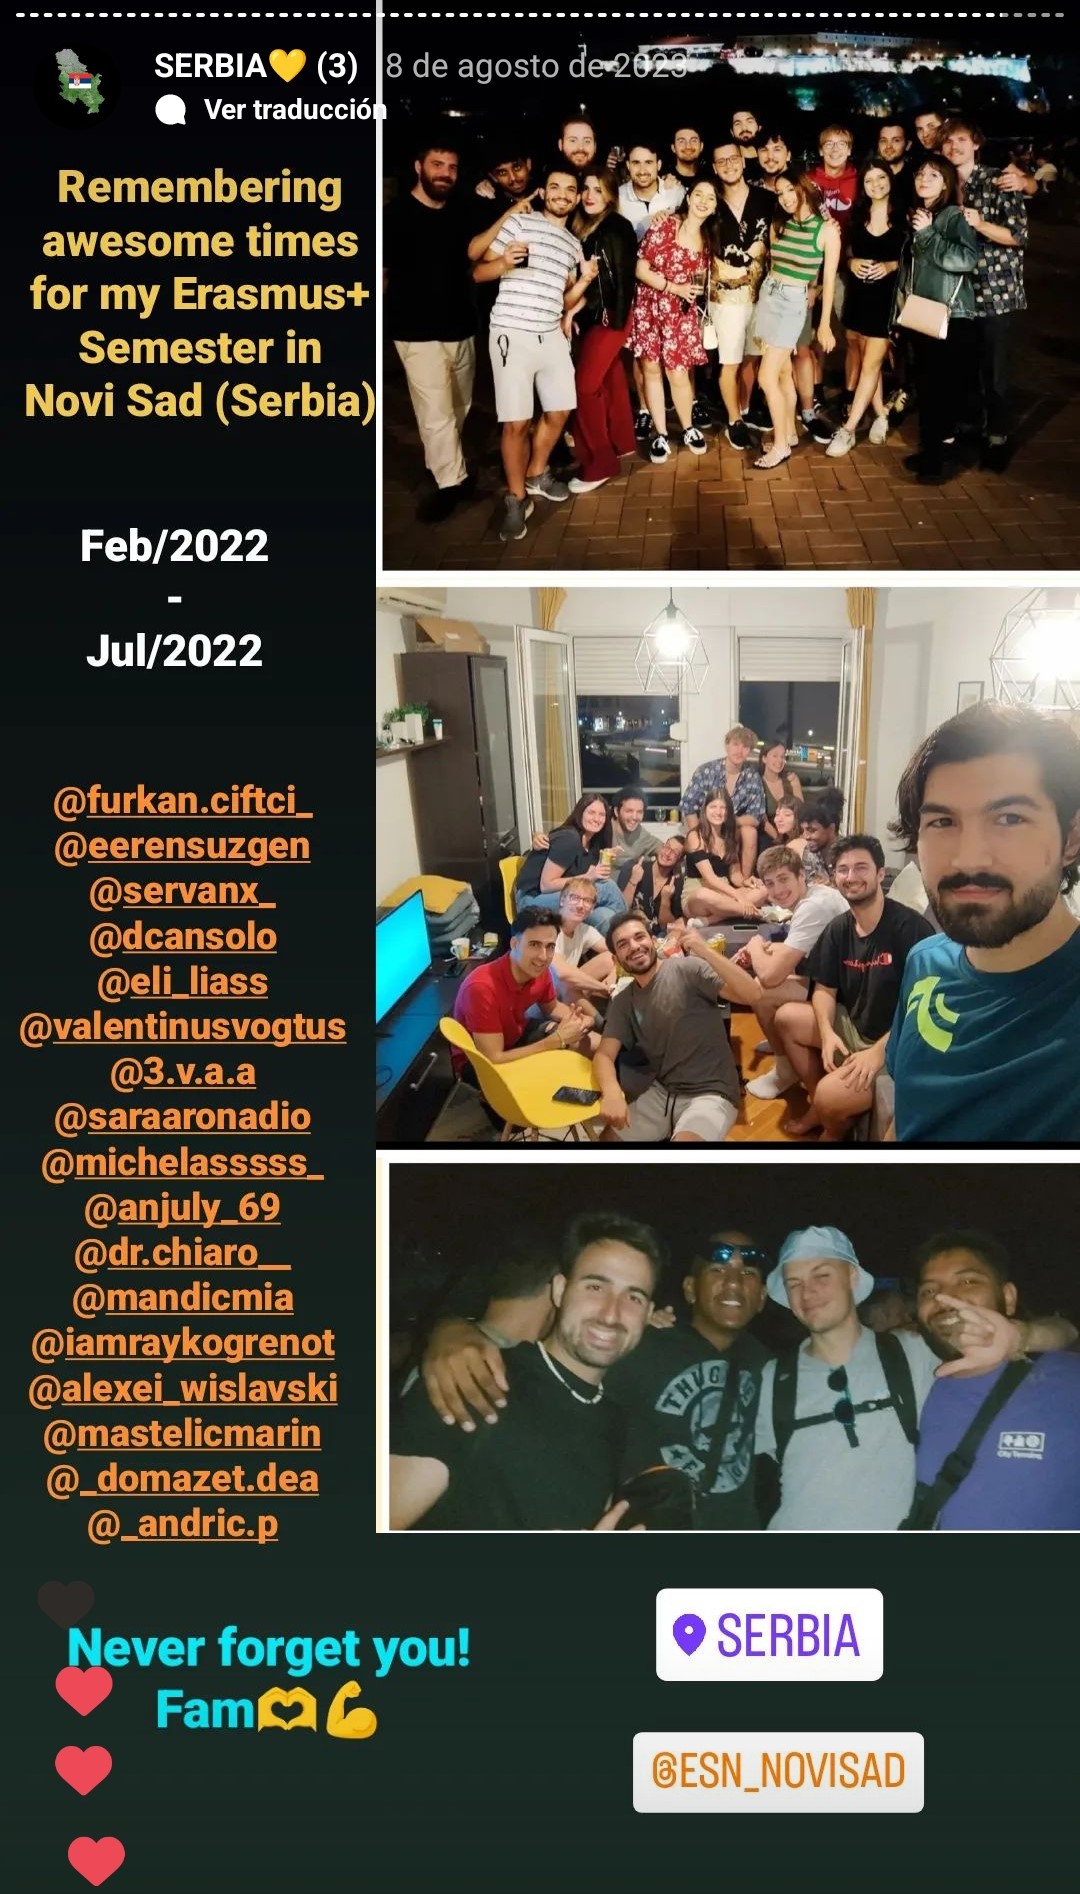 SERBIA💛 (3) 8 de agosto de 2023
Ver traducción
Remembering
awesome times
for my Erasmus+
Semester in
Novi Sad (Serbia)
Feb/2022
-
Jul/2022
@furkan.ciftci_
@eerensuzgen
@servanx_
@dcansolo
@eli_liass
@valentinusvogtus
@3.v.a.a
@saraaronadio
@michelasssss_
@anjuly_69
@dr.chiaro__
@mandicmia
@iamraykogrenot
@alexei_wislavski
@mastelicmarin
@_domazet.dea
@_andric.p
Never forget you!
Fam🫶💪
SERBIA
@ESN_NOVISAD